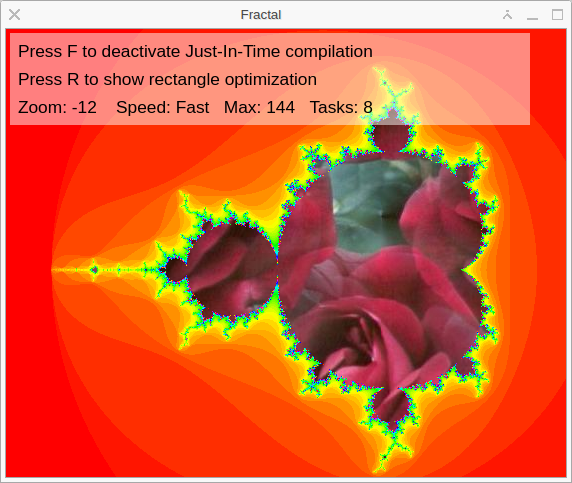 Fractal
Press F to deactivate Just-In-Time compilation
Press R to show rectangle optimization
Zoom: -12    Speed: Fast   Max: 144   Tasks: 8